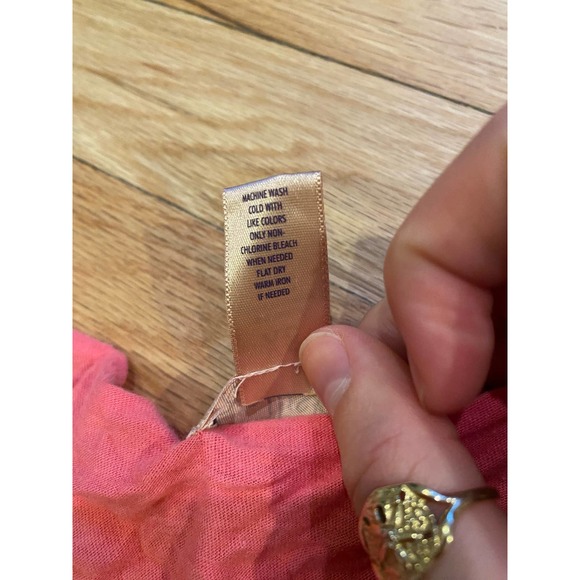 MACHINE WASH
COLD WITH
LIKE COLORS
ONLY NON-
CHLORINE BLEACH
WHEN NEEDED
FLAT DRY
WARM IRON
IF NEEDED